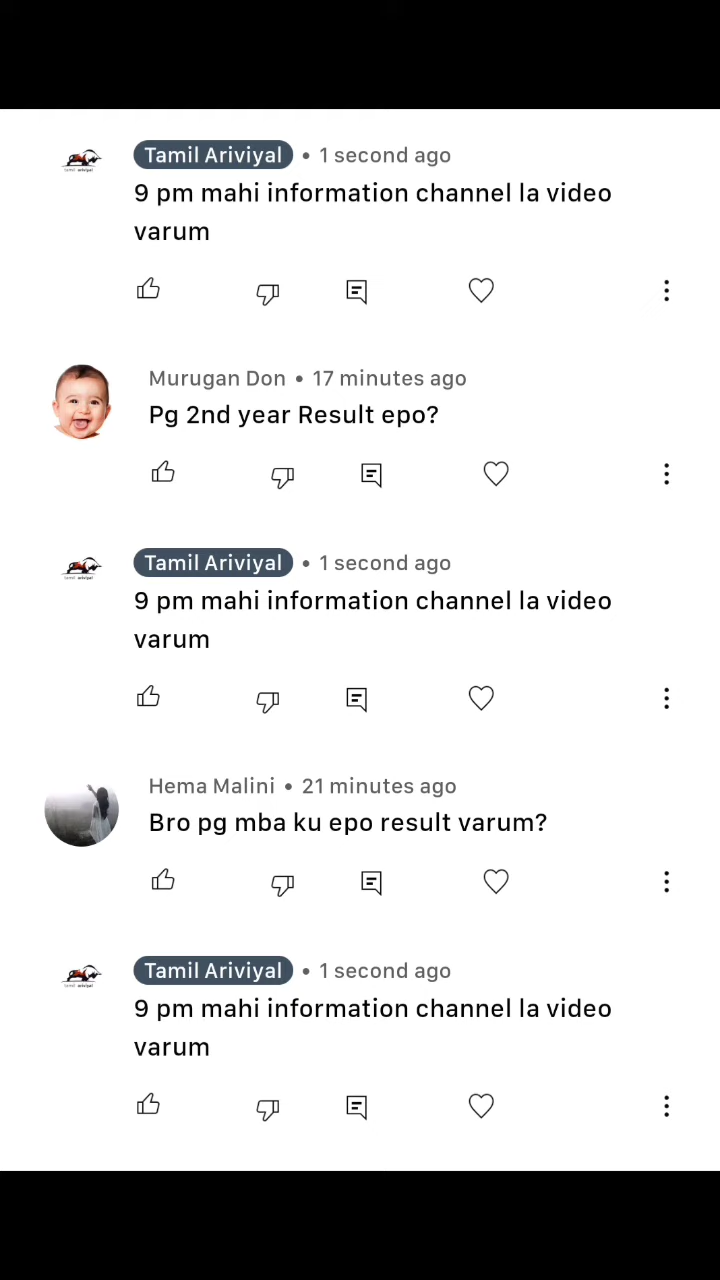 Tamil Ariviyal • 1 second ago
9 pm mahi information channel la video
varum
Murugan Don • 17 minutes ago
Pg 2nd year Result epo?
Tamil Ariviyal • 1 second ago
9 pm mahi information channel la video
varum
Hema Malini • 21 minutes ago
Bro pg mba ku epo result varum?
Tamil Ariviyal • 1 second ago
9 pm mahi information channel la video
varum